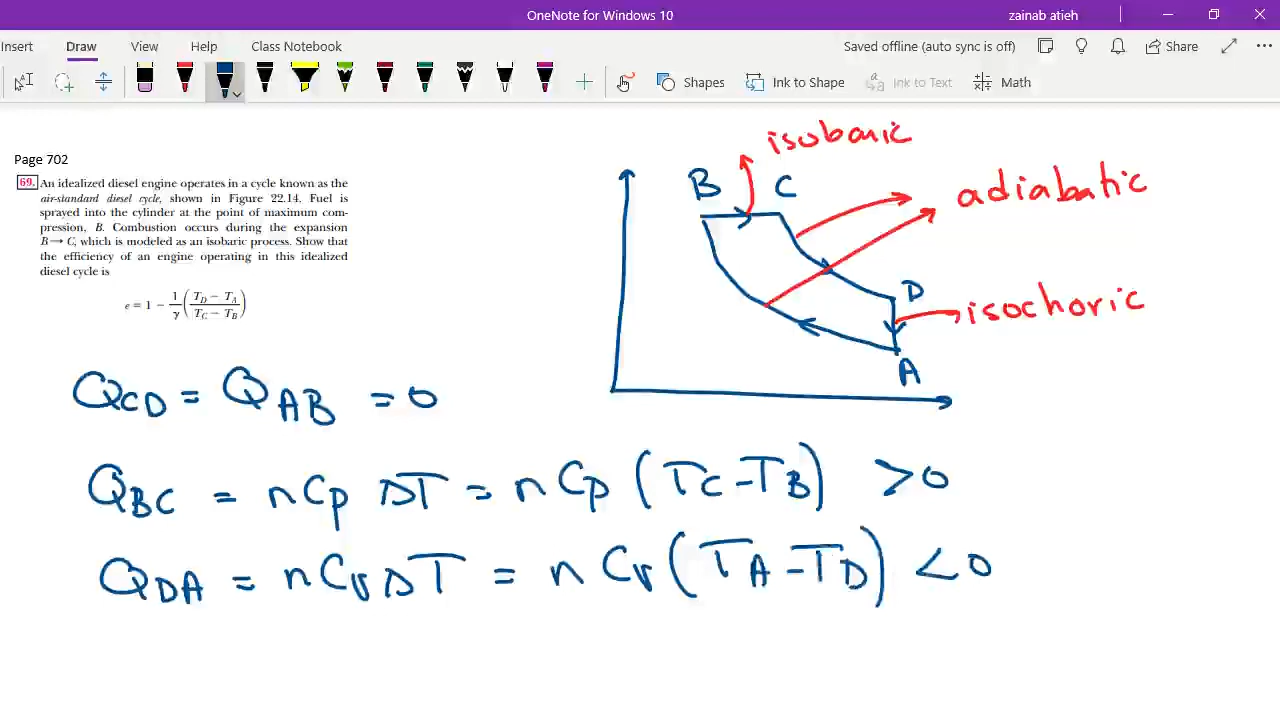 OneNote for Windows 10
zainab atieh
Insert Draw View Help Class Notebook
Saved offline (auto sync is off)
Share
Shapes
Ink to Shape
Ink to Text
Math
Page 702
69. An idealized diesel engine operates in a cycle known as the
air-standard diesel cycle, shown in Figure 22.14. Fuel is
sprayed into the cylinder at the point of maximum com-
pression, B. Combustion occurs during the expansion
B → C, which is modeled as an isobaric process. Show that
the efficiency of an engine operating in this idealized
diesel cycle is
e = 1 − 1/γ (T_D − T_A / T_C − T_B)
isobaric
B C
adiabatic
D
isochoric
A
Q_CD = Q_AB = 0
Q_BC = nCp ΔT = nCp (T_C − T_B) > 0
Q_DA = nCv ΔT = nCv (T_A − T_D) < 0